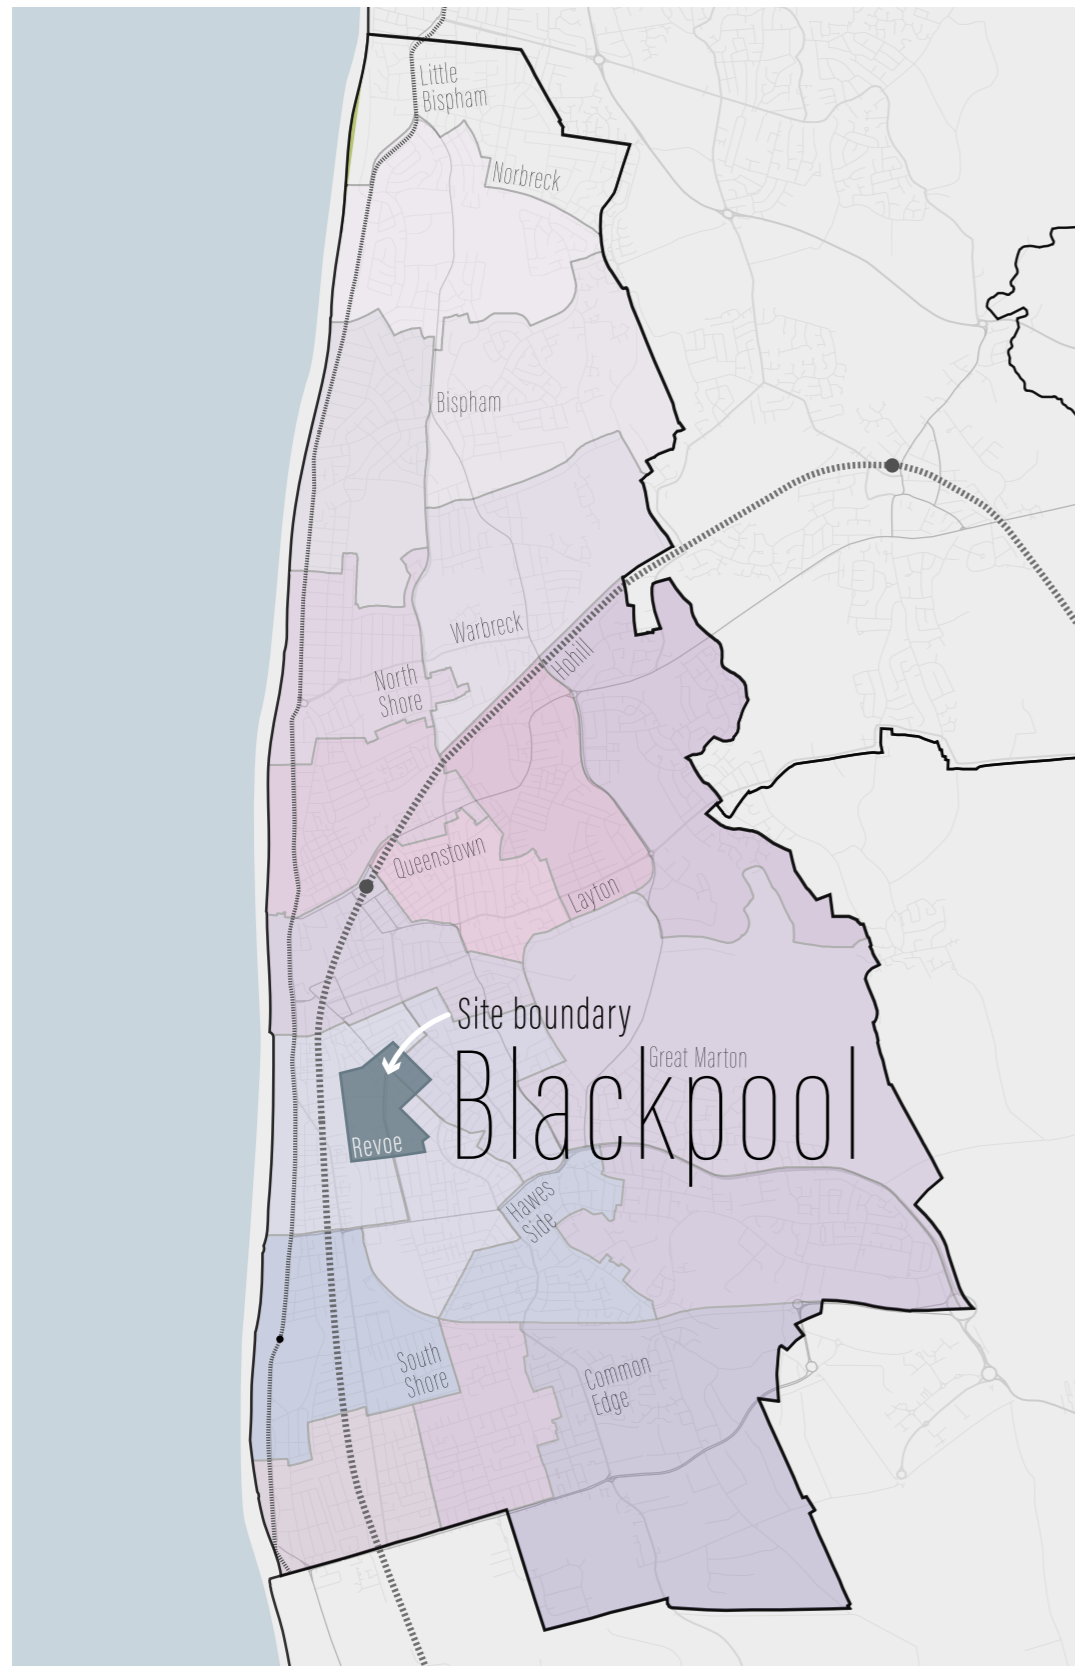 Little
Bispham
Norbreck
Bispham
Warbreck
Hohill
North
Shore
Queenstown
Layton
Site boundary
Great Marton
Blackpool
Revoe
Hawes
Side
South
Shore
Common
Edge